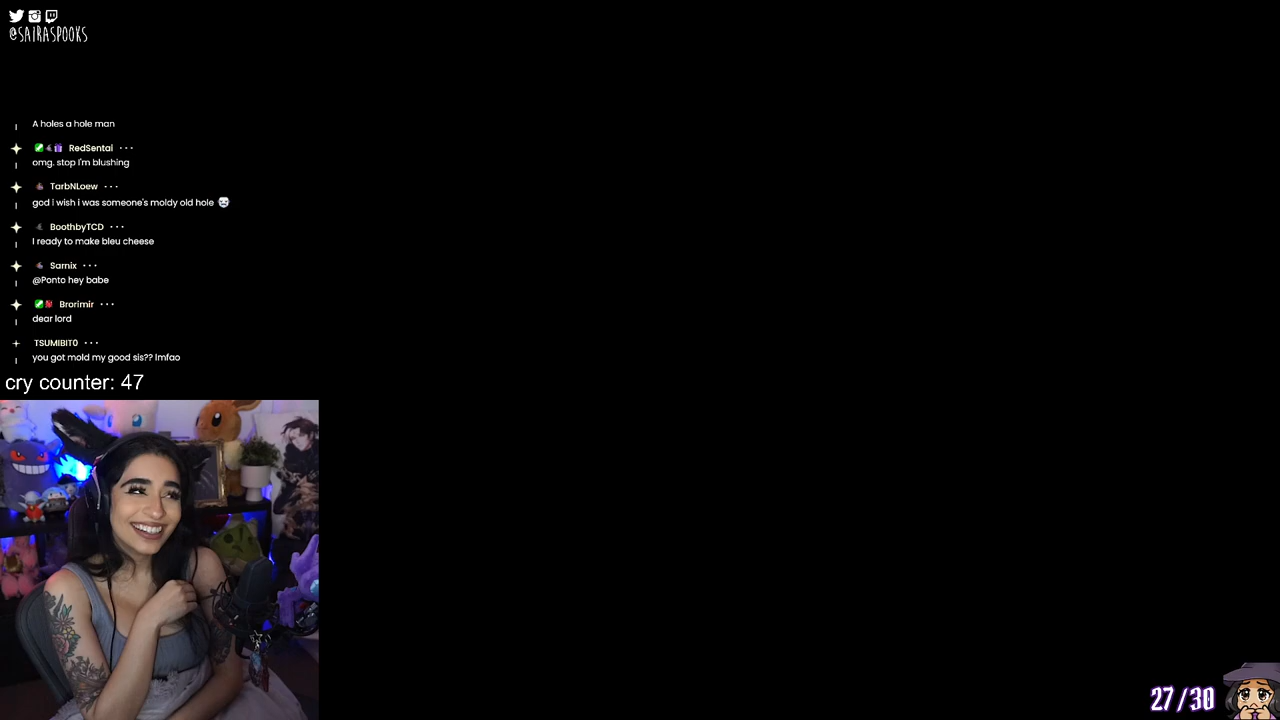 @SAIRASPOOKS
A holes a hole man
RedSentai
omg. stop I'm blushing
TarbNLoew
god i wish i was someone's moldy old hole
BoothbyTCD
I ready to make bleu cheese
Sarnix
@Ponto hey babe
Brorimir
dear lord
TSUMIBIT0
you got mold my good sis?? lmfao
cry counter: 47
27/30